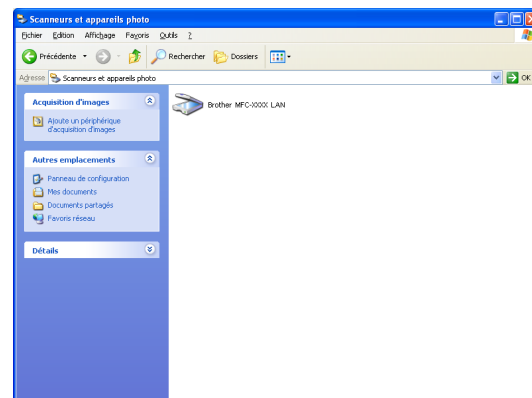 Scanneurs et appareils photo
Fichier Edition Affichage Favoris Outils ?
Précédente Rechercher Dossiers
Adresse Scanneurs et appareils photo OK
Acquisition d'images
Ajoute un périphérique
d'acquisition d'images
Autres emplacements
Panneau de configuration
Mes documents
Documents partagés
Favoris réseau
Détails
Brother MFC-XXXX LAN